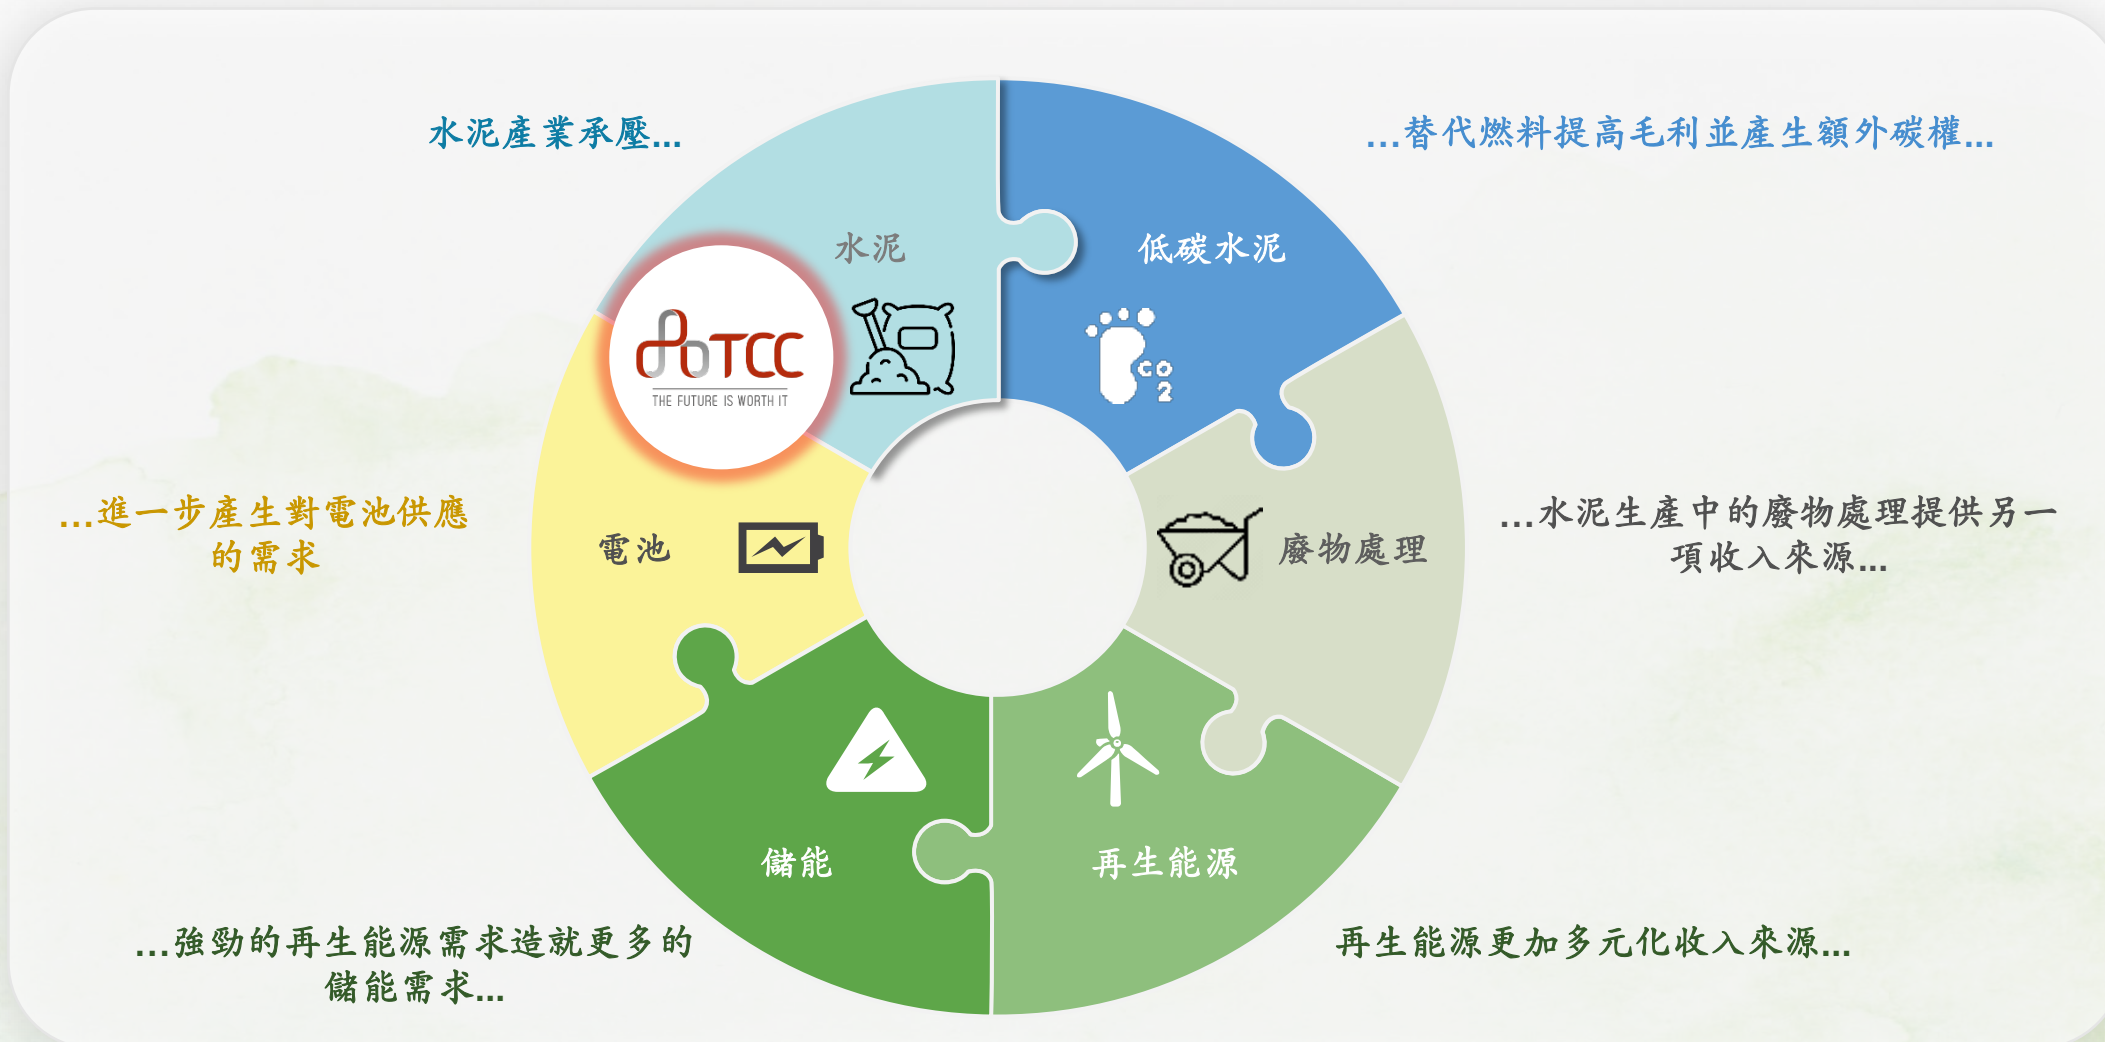 水泥產業承壓...
...替代燃料提高毛利並產生額外碳權...
水泥
低碳水泥
TCC
THE FUTURE IS WORTH IT
CO
2
...進一步產生對電池供應
的需求
電池
廢物處理
...水泥生產中的廢物處理提供另一
項收入來源...
儲能
再生能源
...強勁的再生能源需求造就更多的
儲能需求...
再生能源更加多元化收入來源...